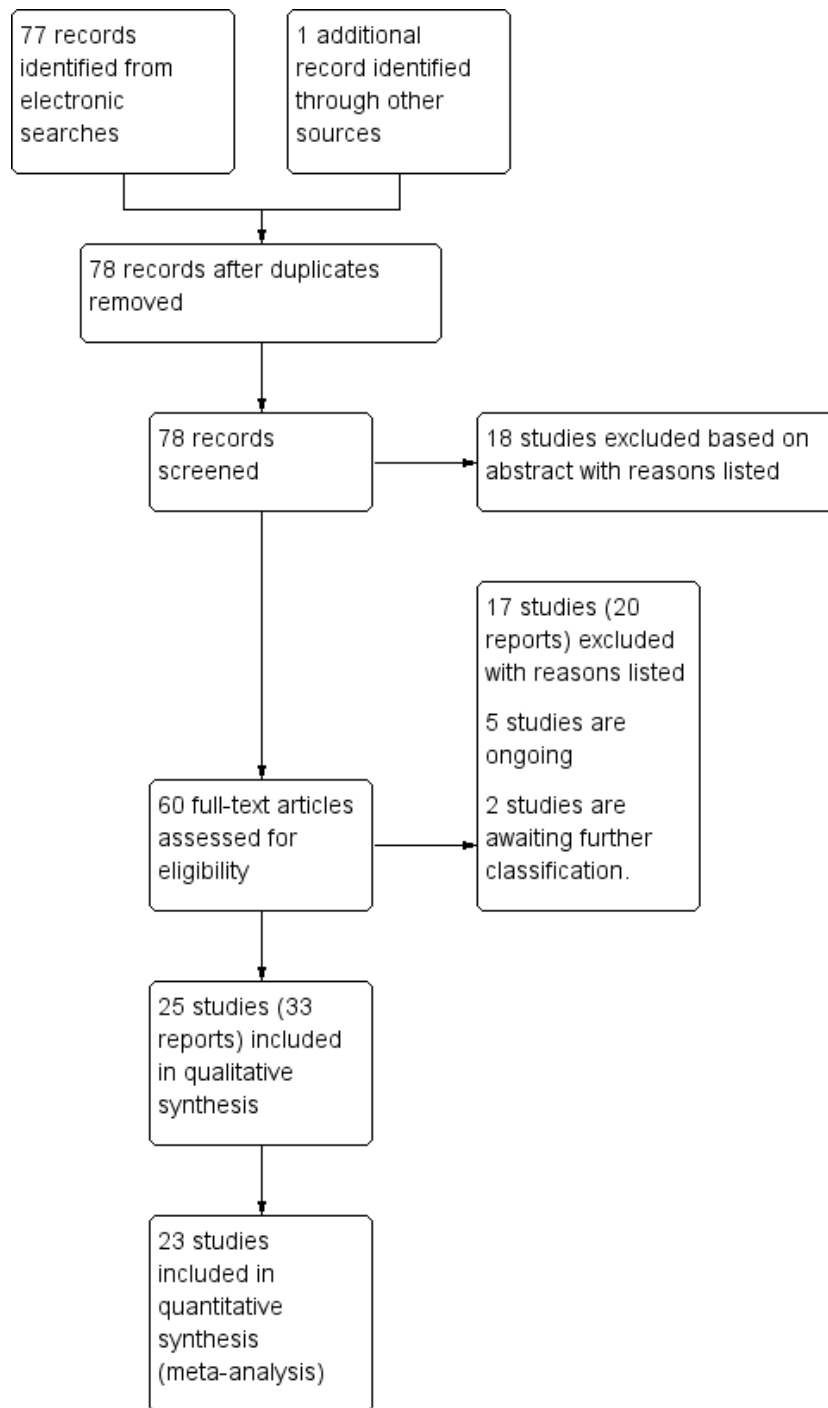 77 records
identified from
electronic
searches
1 additional
record identified
through other
sources
78 records after duplicates
removed
78 records
screened
18 studies excluded based on
abstract with reasons listed
17 studies (20
reports) excluded
with reasons listed
5 studies are
ongoing
2 studies are
awaiting further
classification.
60 full-text articles
assessed for
eligibility
25 studies (33
reports) included
in qualitative
synthesis
23 studies
included in
quantitative
synthesis
(meta-analysis)